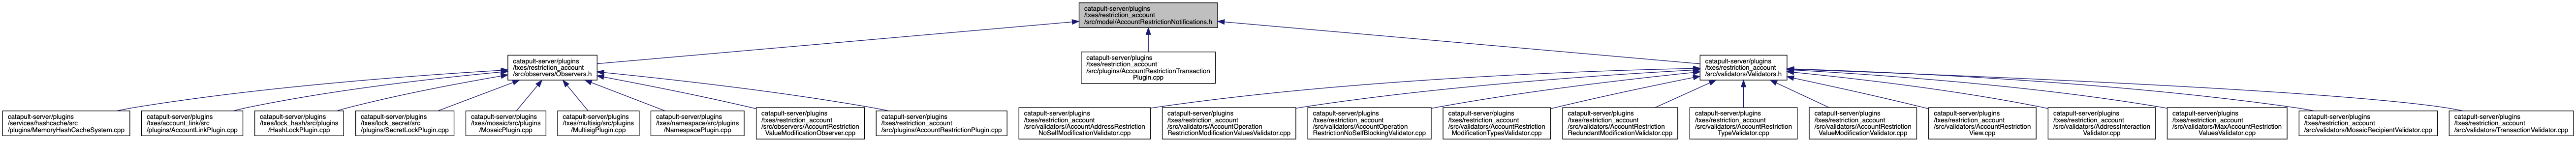 catapult-server/plugins
/txes/restriction_account
/src/model/AccountRestrictionNotifications.h
catapult-server/plugins
/txes/restriction_account
/src/observers/Observers.h
catapult-server/plugins
/txes/restriction_account
/src/plugins/AccountRestrictionTransaction
Plugin.cpp
catapult-server/plugins
/txes/restriction_account
/src/validators/Validators.h
catapult-server/plugins
/services/hashcache/src
/plugins/MemoryHashCacheSystem.cpp
catapult-server/plugins
/txes/account_link/src
/plugins/AccountLinkPlugin.cpp
catapult-server/plugins
/txes/lock_hash/src/plugins
/HashLockPlugin.cpp
catapult-server/plugins
/txes/lock_secret/src
/plugins/SecretLockPlugin.cpp
catapult-server/plugins
/txes/mosaic/src/plugins
/MosaicPlugin.cpp
catapult-server/plugins
/txes/multisig/src/plugins
/MultisigPlugin.cpp
catapult-server/plugins
/txes/namespace/src/plugins
/NamespacePlugin.cpp
catapult-server/plugins
/txes/restriction_account
/src/observers/AccountRestriction
ValueModificationObserver.cpp
catapult-server/plugins
/txes/restriction_account
/src/plugins/AccountRestrictionPlugin.cpp
catapult-server/plugins
/txes/restriction_account
/src/validators/AccountAddressRestriction
NoSelfModificationValidator.cpp
catapult-server/plugins
/txes/restriction_account
/src/validators/AccountOperation
RestrictionModificationValuesValidator.cpp
catapult-server/plugins
/txes/restriction_account
/src/validators/AccountOperation
RestrictionNoSelfBlockingValidator.cpp
catapult-server/plugins
/txes/restriction_account
/src/validators/AccountRestriction
ModificationTypesValidator.cpp
catapult-server/plugins
/txes/restriction_account
/src/validators/AccountRestriction
RedundantModificationValidator.cpp
catapult-server/plugins
/txes/restriction_account
/src/validators/AccountRestriction
TypeValidator.cpp
catapult-server/plugins
/txes/restriction_account
/src/validators/AccountRestriction
ValueModificationValidator.cpp
catapult-server/plugins
/txes/restriction_account
/src/validators/AccountRestriction
View.cpp
catapult-server/plugins
/txes/restriction_account
/src/validators/AddressInteraction
Validator.cpp
catapult-server/plugins
/txes/restriction_account
/src/validators/MaxAccountRestriction
ValuesValidator.cpp
catapult-server/plugins
/txes/restriction_account
/src/validators/MosaicRecipientValidator.cpp
catapult-server/plugins
/txes/restriction_account
/src/validators/TransactionValidator.cpp